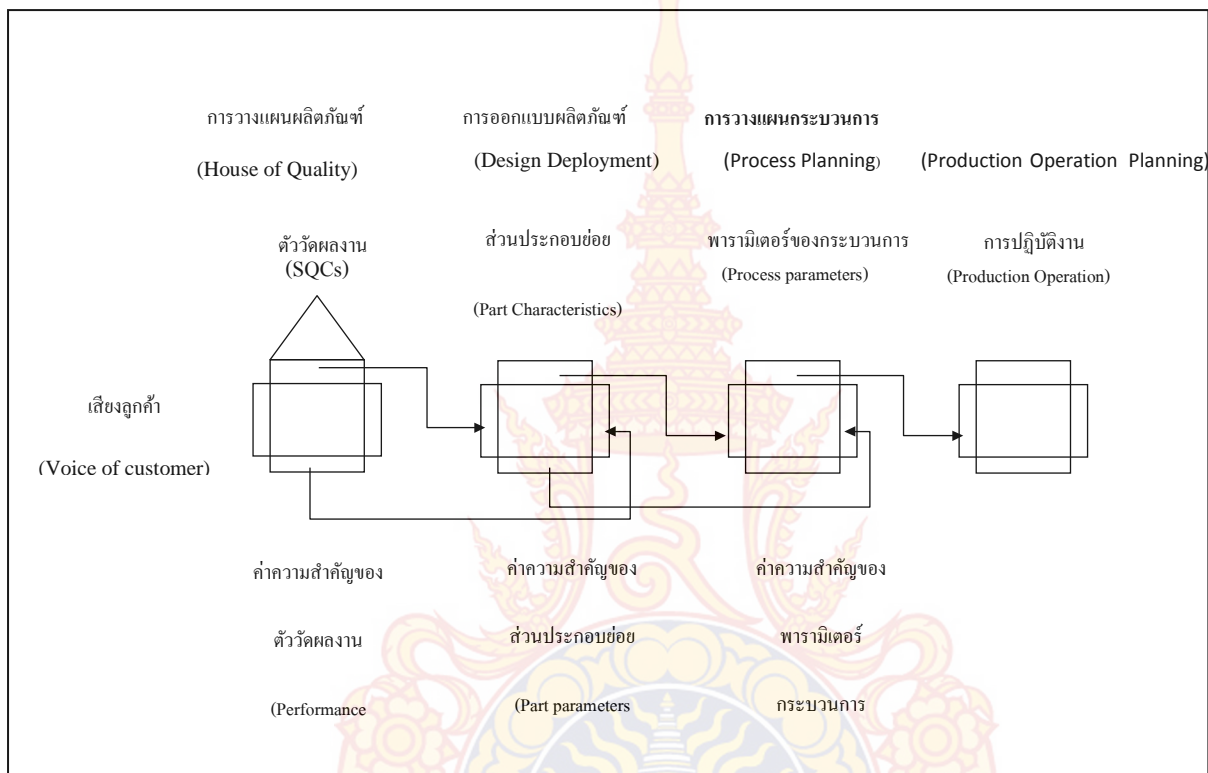 การวางแผนผลิตภัณฑ์
(House of Quality)
การออกแบบผลิตภัณฑ์
(Design Deployment)
การวางแผนกระบวนการ
(Process Planning)
(Production Operation Planning)
ตัววัดผลงาน
(SQCs)
ส่วนประกอบย่อย
(Part Characteristics)
พารามิเตอร์ของกระบวนการ
(Process parameters)
การปฏิบัติงาน
(Production Operation)
เสียงลูกค้า
(Voice of customer)
ค่าความสำคัญของ
ตัววัดผลงาน
(Performance
ค่าความสำคัญของ
ส่วนประกอบย่อย
(Part parameters
ค่าความสำคัญของ
พารามิเตอร์
กระบวนการ